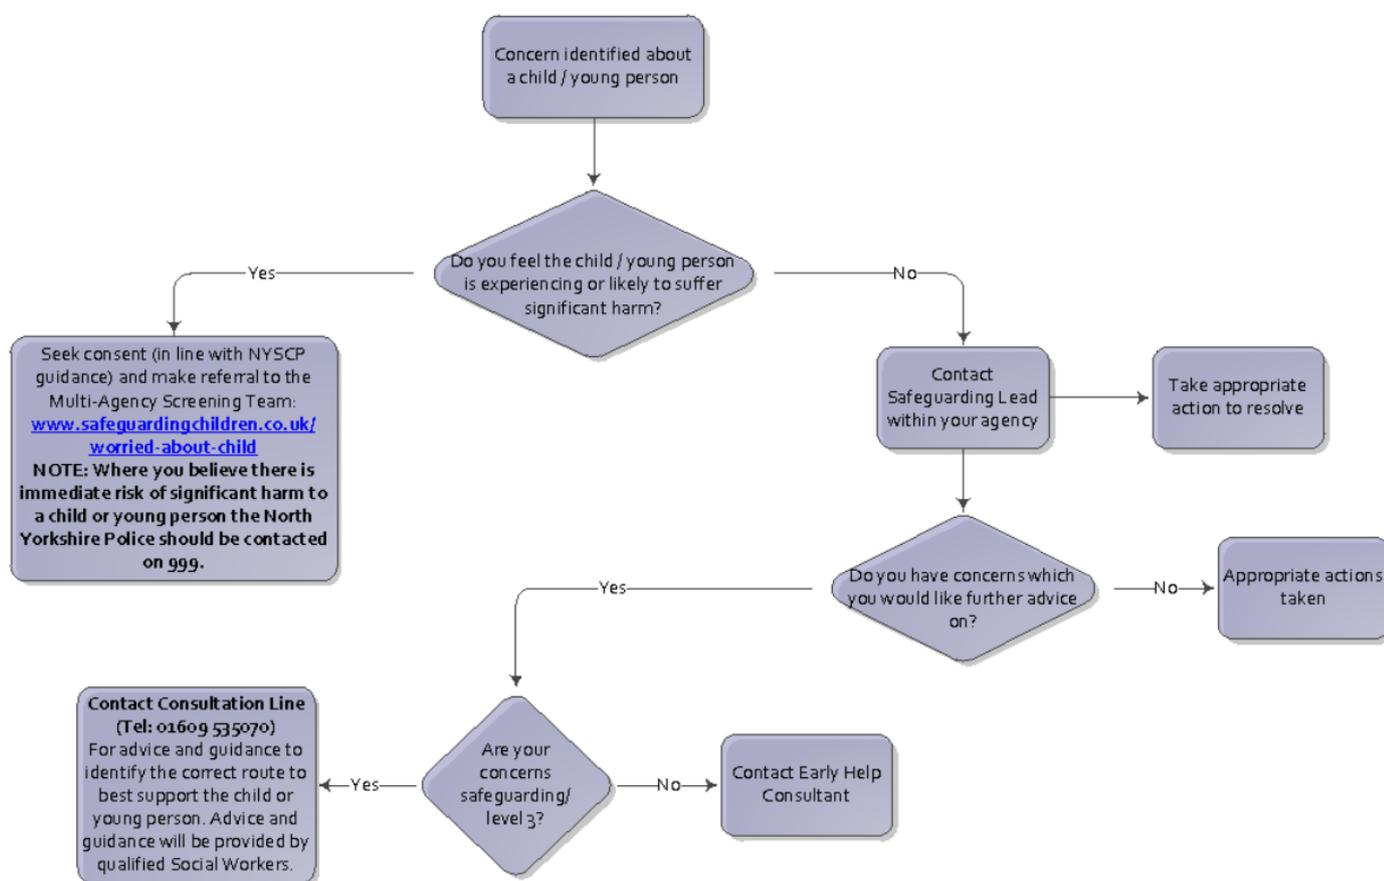 Concern identified about
a child / young person
Do you feel the child / young person
is experiencing or likely to suffer
significant harm?
Yes
No
Seek consent (in line with NYSCP
guidance) and make referral to the
Multi-Agency Screening Team:
www.safeguardingchildren.co.uk/
worried-about-child
NOTE: Where you believe there is
immediate risk of significant harm to
a child or young person the North
Yorkshire Police should be contacted
on 999.
Contact
Safeguarding Lead
within your agency
Take appropriate
action to resolve
Do you have concerns which
you would like further advice
on?
Yes
No
Appropriate actions
taken
Are your
concerns
safeguarding/
level 3?
Yes
No
Contact Consultation Line
(Tel: 01609 535070)
For advice and guidance to
identify the correct route to
best support the child or
young person. Advice and
guidance will be provided by
qualified Social Workers.
Contact Early Help
Consultant